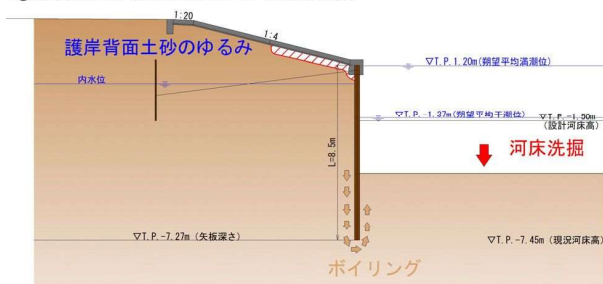 1:20
1:4
護岸背面土砂のゆるみ
▽T.P. 1.20m(朔望平均満潮位)
内水位
▽T.P. -1.37m(朔望平均干潮位)
▽T.P. -1.50m
(設計河床高)
河床洗掘
L=8.5m
▽T.P. -7.27m(矢板深さ)
▽T.P. -7.45m(現況河床高)
ボイリング